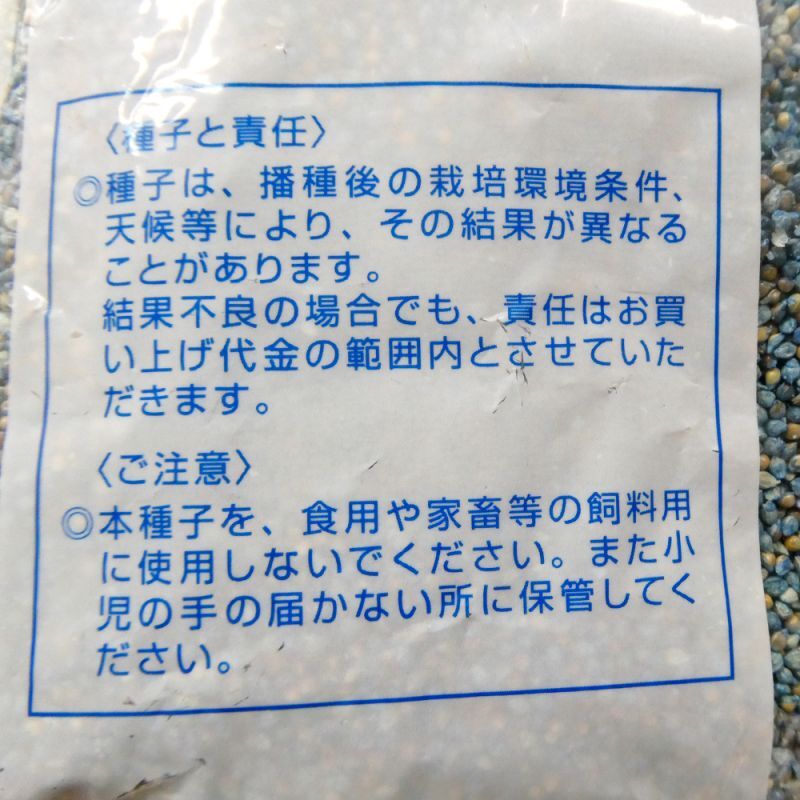 〈種子と責任〉
◎種子は、播種後の栽培環境条件、
天候等により、その結果が異なる
ことがあります。
結果不良の場合でも、責任はお買
い上げ代金の範囲内とさせていた
だきます。
〈ご注意〉
◎本種子を、食用や家畜等の飼料用
に使用しないでください。また小
児の手の届かない所に保管してく
ださい。